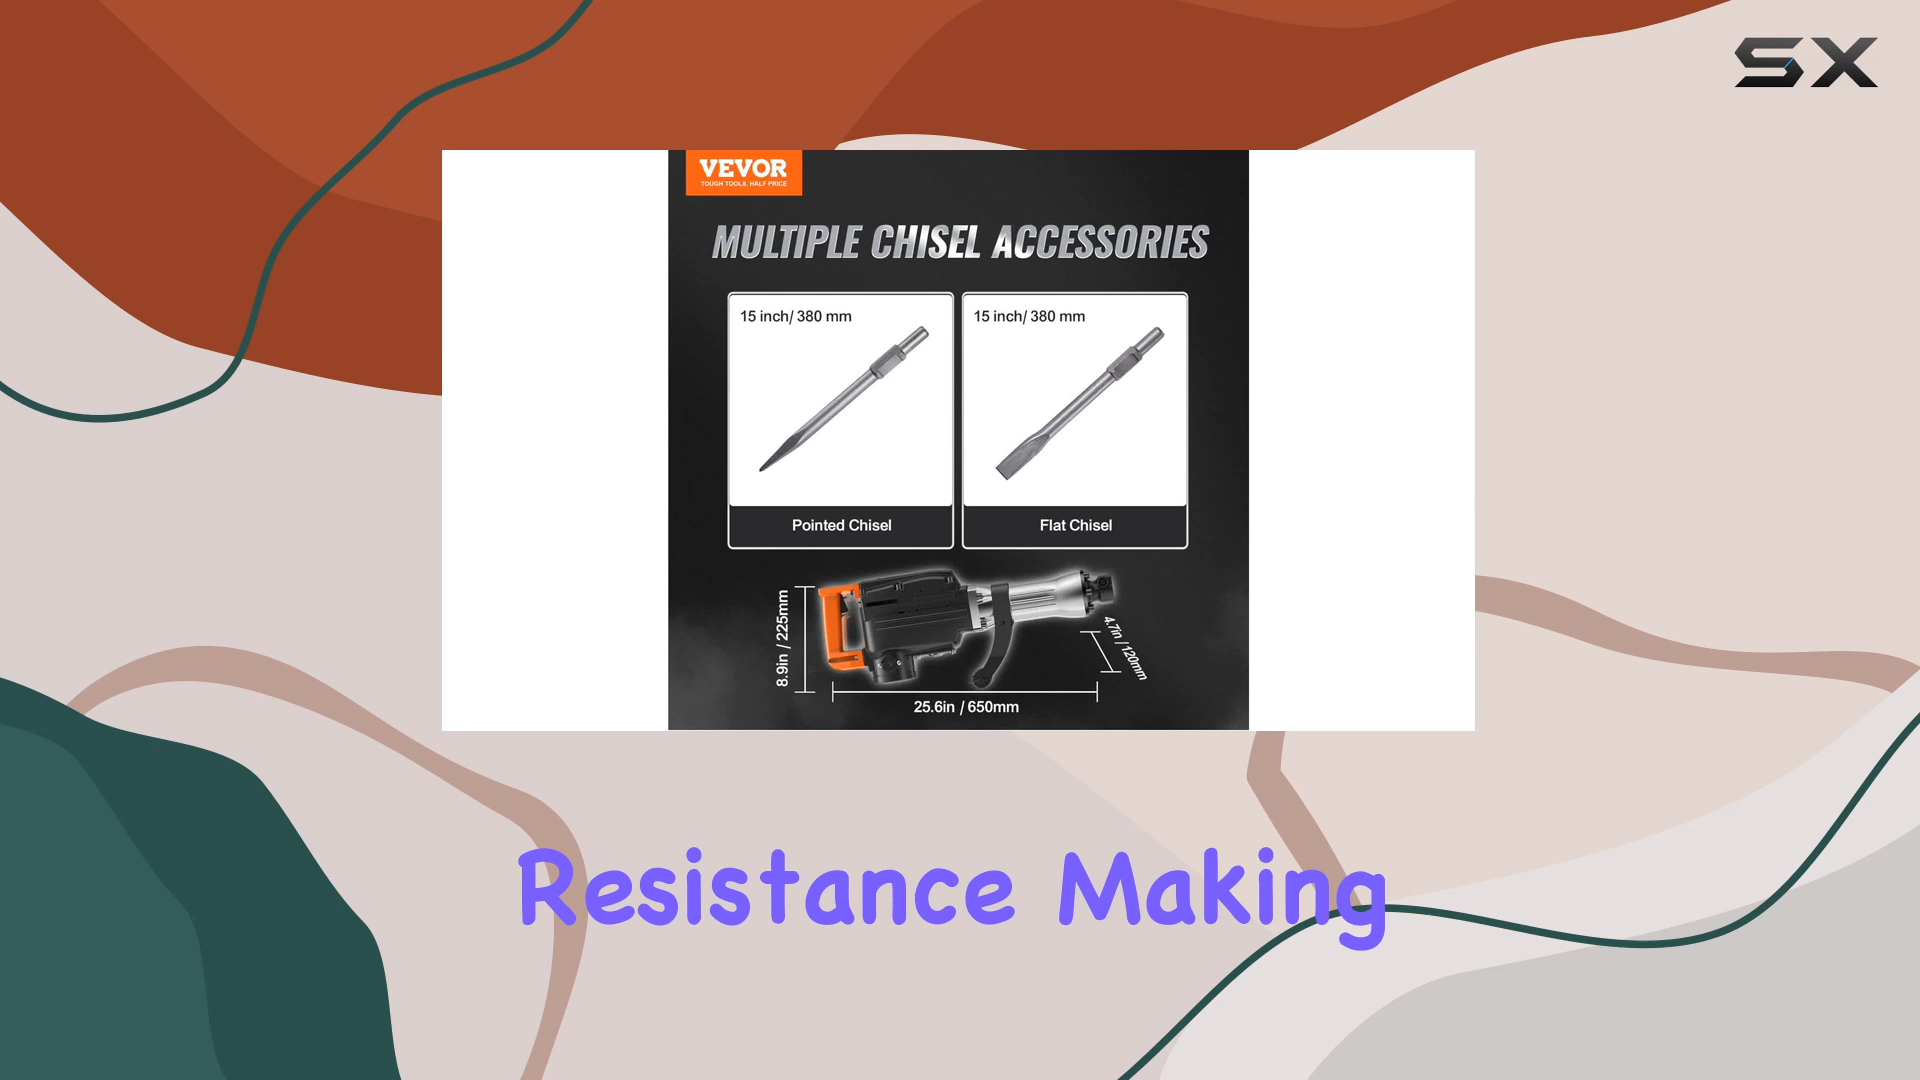 SX
VEVOR
TOUGH TOOLS, HALF PRICE
MULTIPLE CHISEL ACCESSORIES
15 inch/ 380 mm
15 inch/ 380 mm
Pointed Chisel
Flat Chisel
8.9in / 225mm
4.7in / 120mm
25.6in / 650mm
Resistance Making